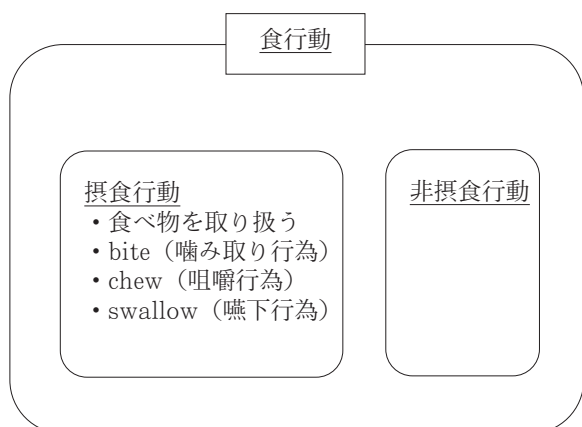 食行動
摂食行動
・食べ物を取り扱う
・bite（噛み取り行為）
・chew（咀嚼行為）
・swallow（嚥下行為）
非摂食行動